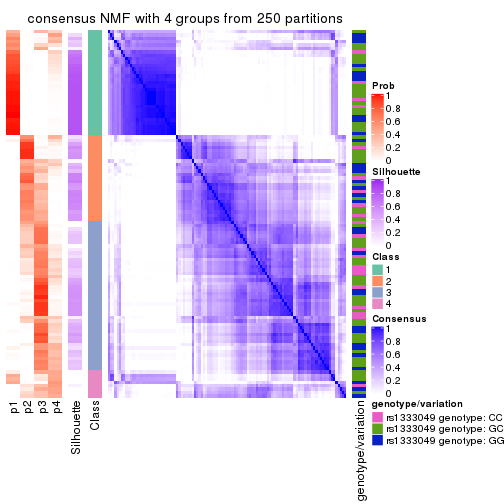 consensus NMF with 4 groups from 250 partitions
Prob
1
0.8
0.6
0.4
0.2
0
Silhouette
1
0.8
0.6
0.4
0.2
0
Class
1
2
3
4
Consensus
1
0.8
0.6
0.4
0.2
0
genotype/variation
rs1333049 genotype: CC
rs1333049 genotype: GC
rs1333049 genotype: GG
p1
p2
p3
p4
Silhouette
Class
genotype/variation